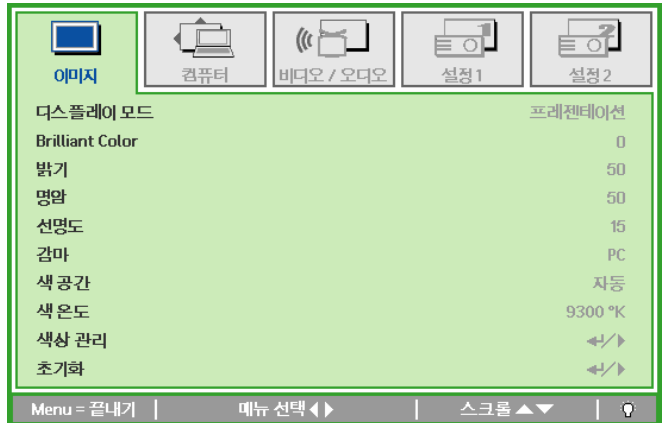 이미지
컴퓨터
비디오 / 오디오
설정 1
설정 2
디스플레이 모드 프레젠테이션
Brilliant Color 0
밝기 50
명암 50
선명도 15
감마 PC
색 공간 자동
색 온도 9300 °K
색상 관리
초기화
Menu = 끝내기 메뉴 선택 스크롤